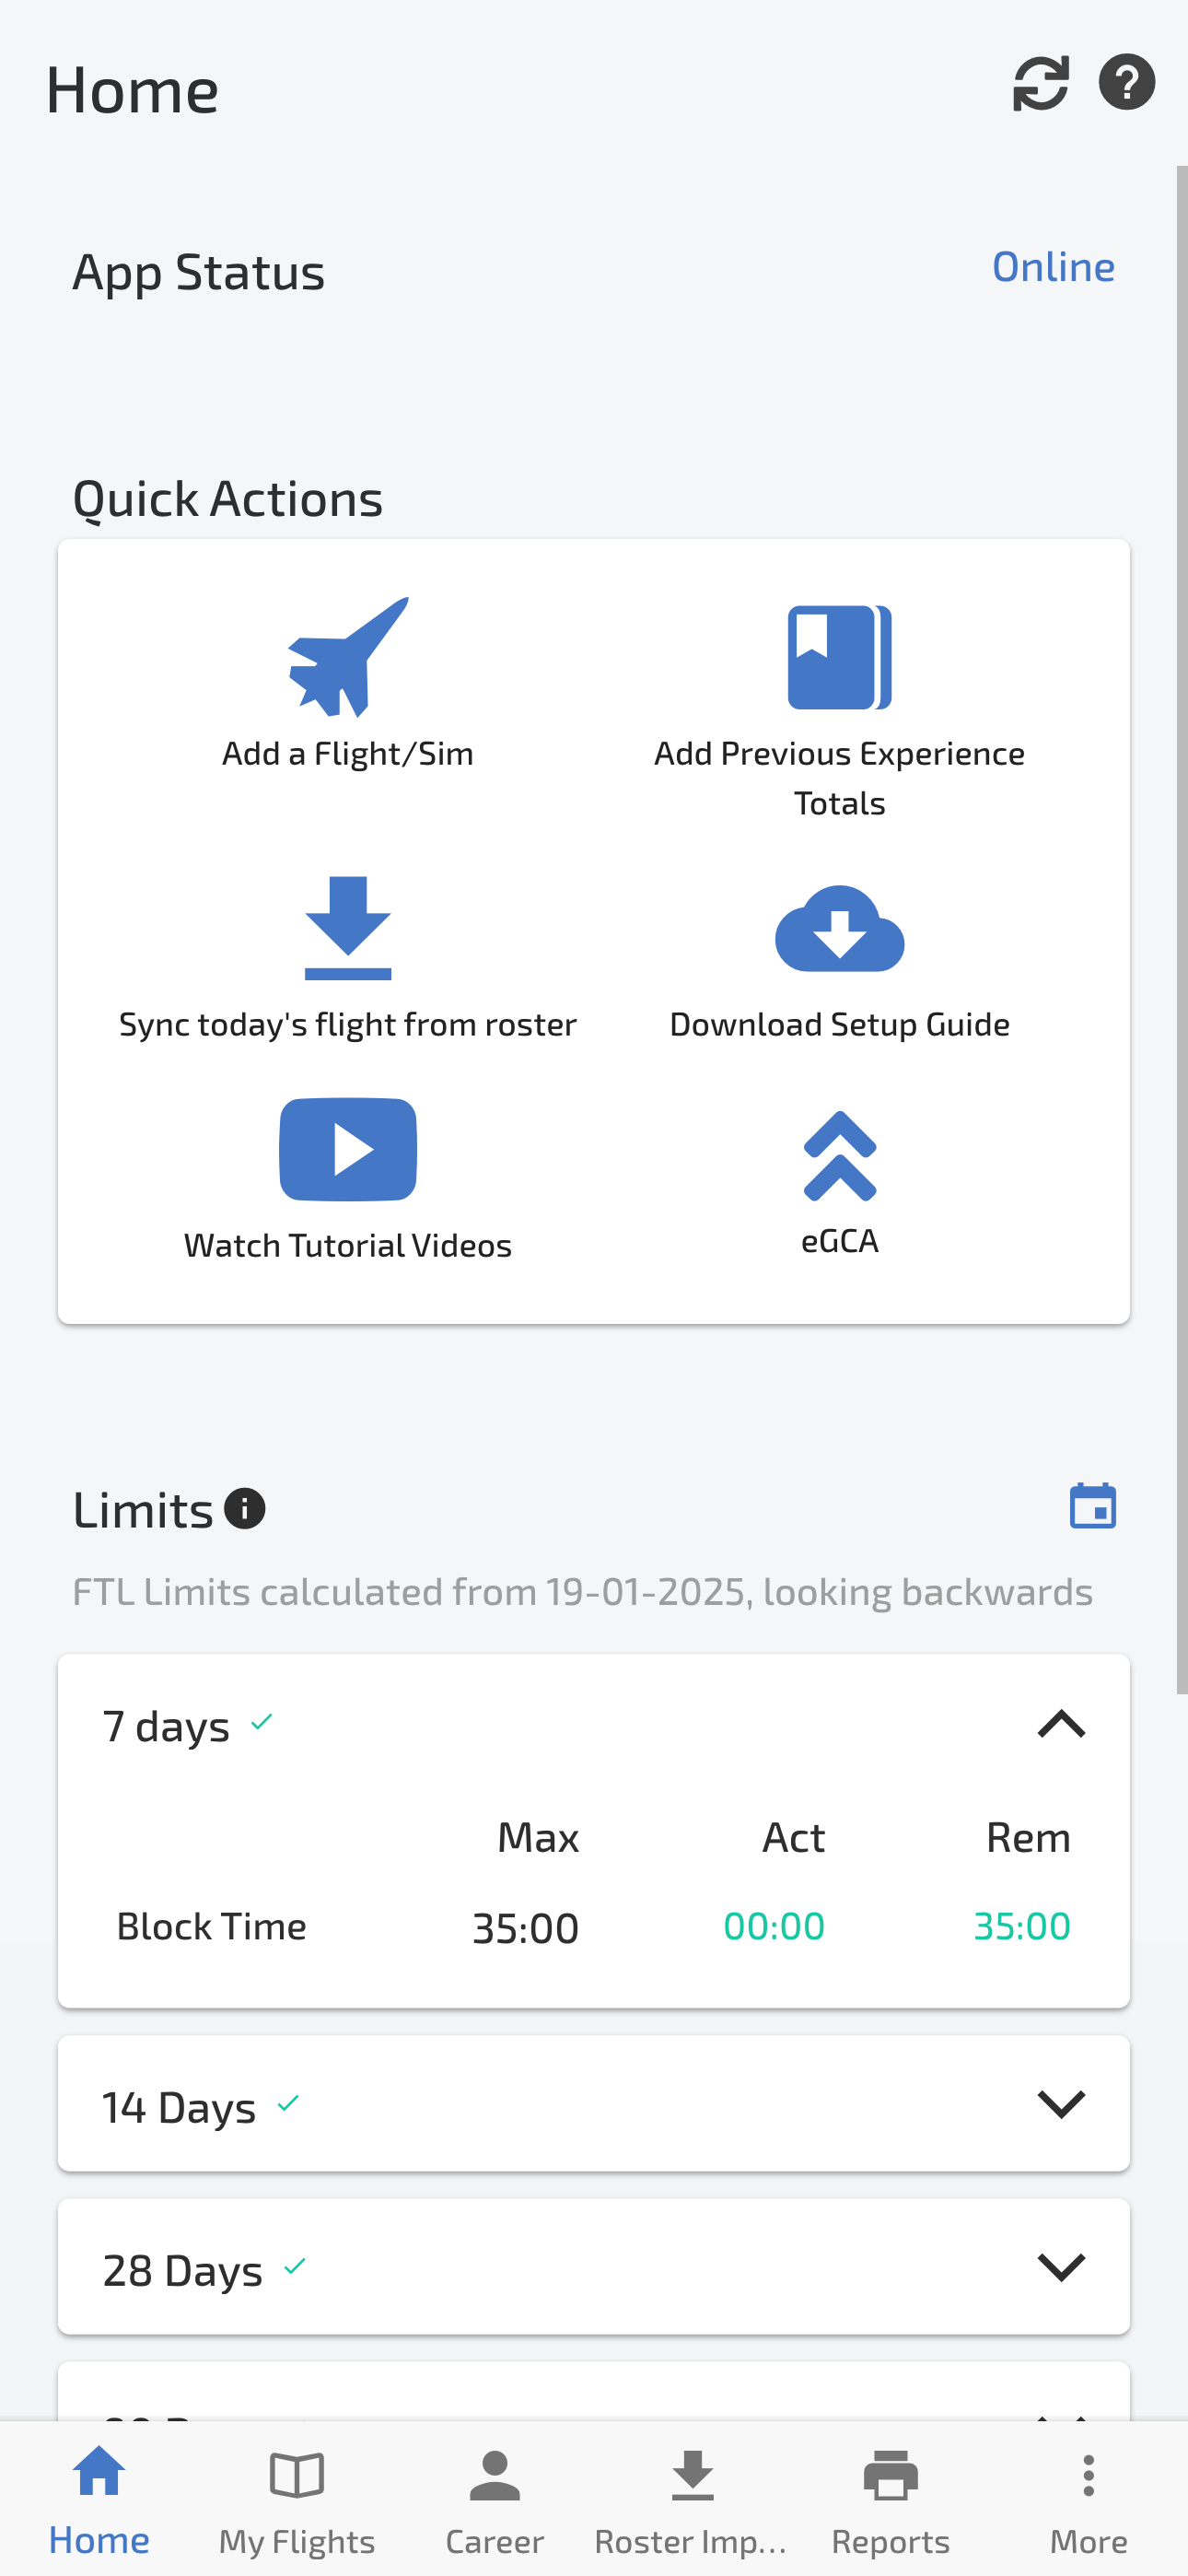 Home
App Status
Online
Quick Actions
Add a Flight/Sim
Add Previous Experience
Totals
Sync today's flight from roster
Download Setup Guide
Watch Tutorial Videos
eGCA
Limits
FTL Limits calculated from 19-01-2025, looking backwards
7 days
Max Act Rem
Block Time 35:00 00:00 35:00
14 Days
28 Days
Home My Flights Career Roster Imp... Reports More